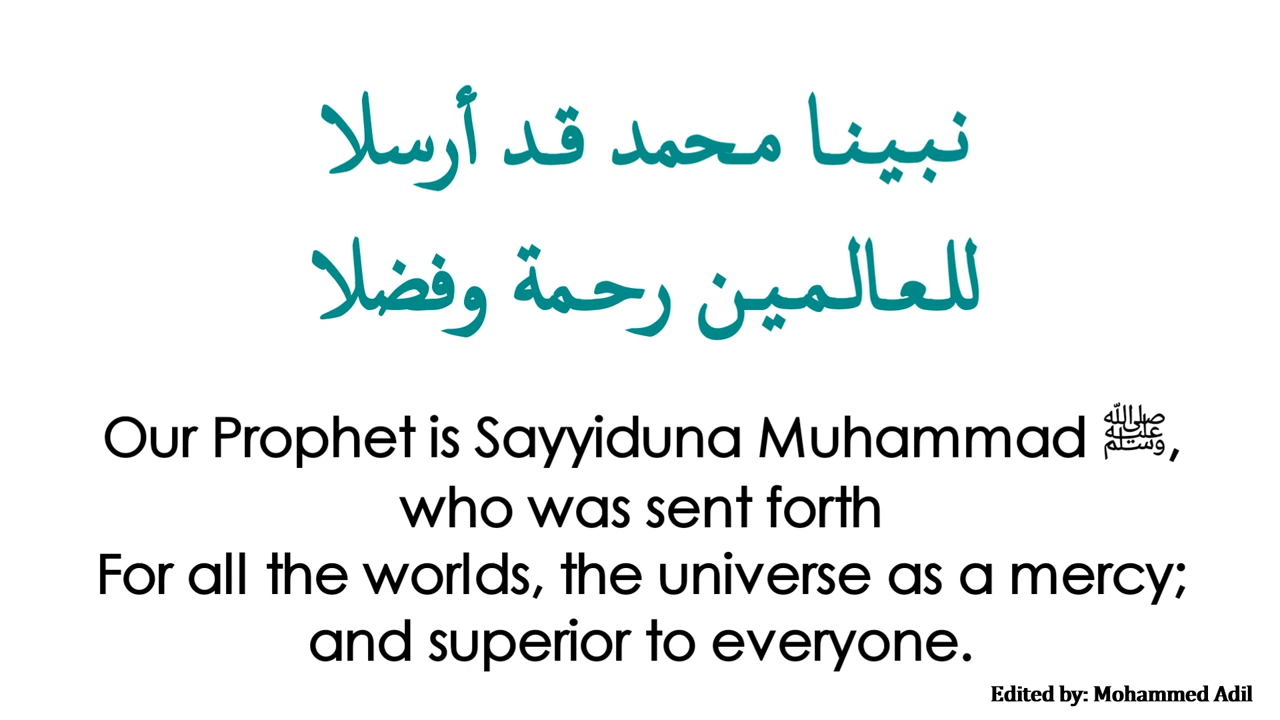 نبينا محمد قد أرسلا
للعالمين رحمة وفضلا
Our Prophet is Sayyiduna Muhammad ﷺ,
who was sent forth
For all the worlds, the universe as a mercy;
and superior to everyone.
Edited by: Mohammed Adil